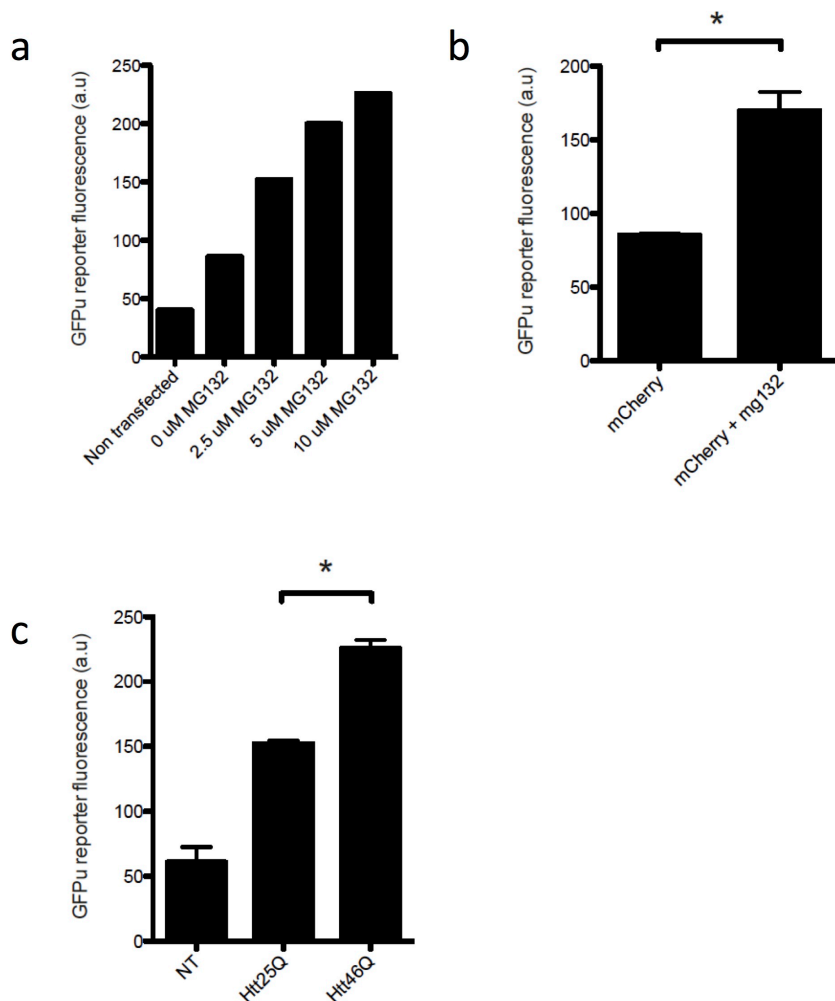 a
GFPu reporter fluorescence (a.u)
250
200
150
100
50
0
Non transfected
0 uM MG132
2.5 uM MG132
5 uM MG132
10 uM MG132
b
*
GFPu reporter fluorescence (a.u)
200
150
100
50
0
mCherry
mCherry + mg132
c
*
GFPu reporter fluorescence (a.u)
250
200
150
100
50
0
NT
Htt25Q
Htt46Q